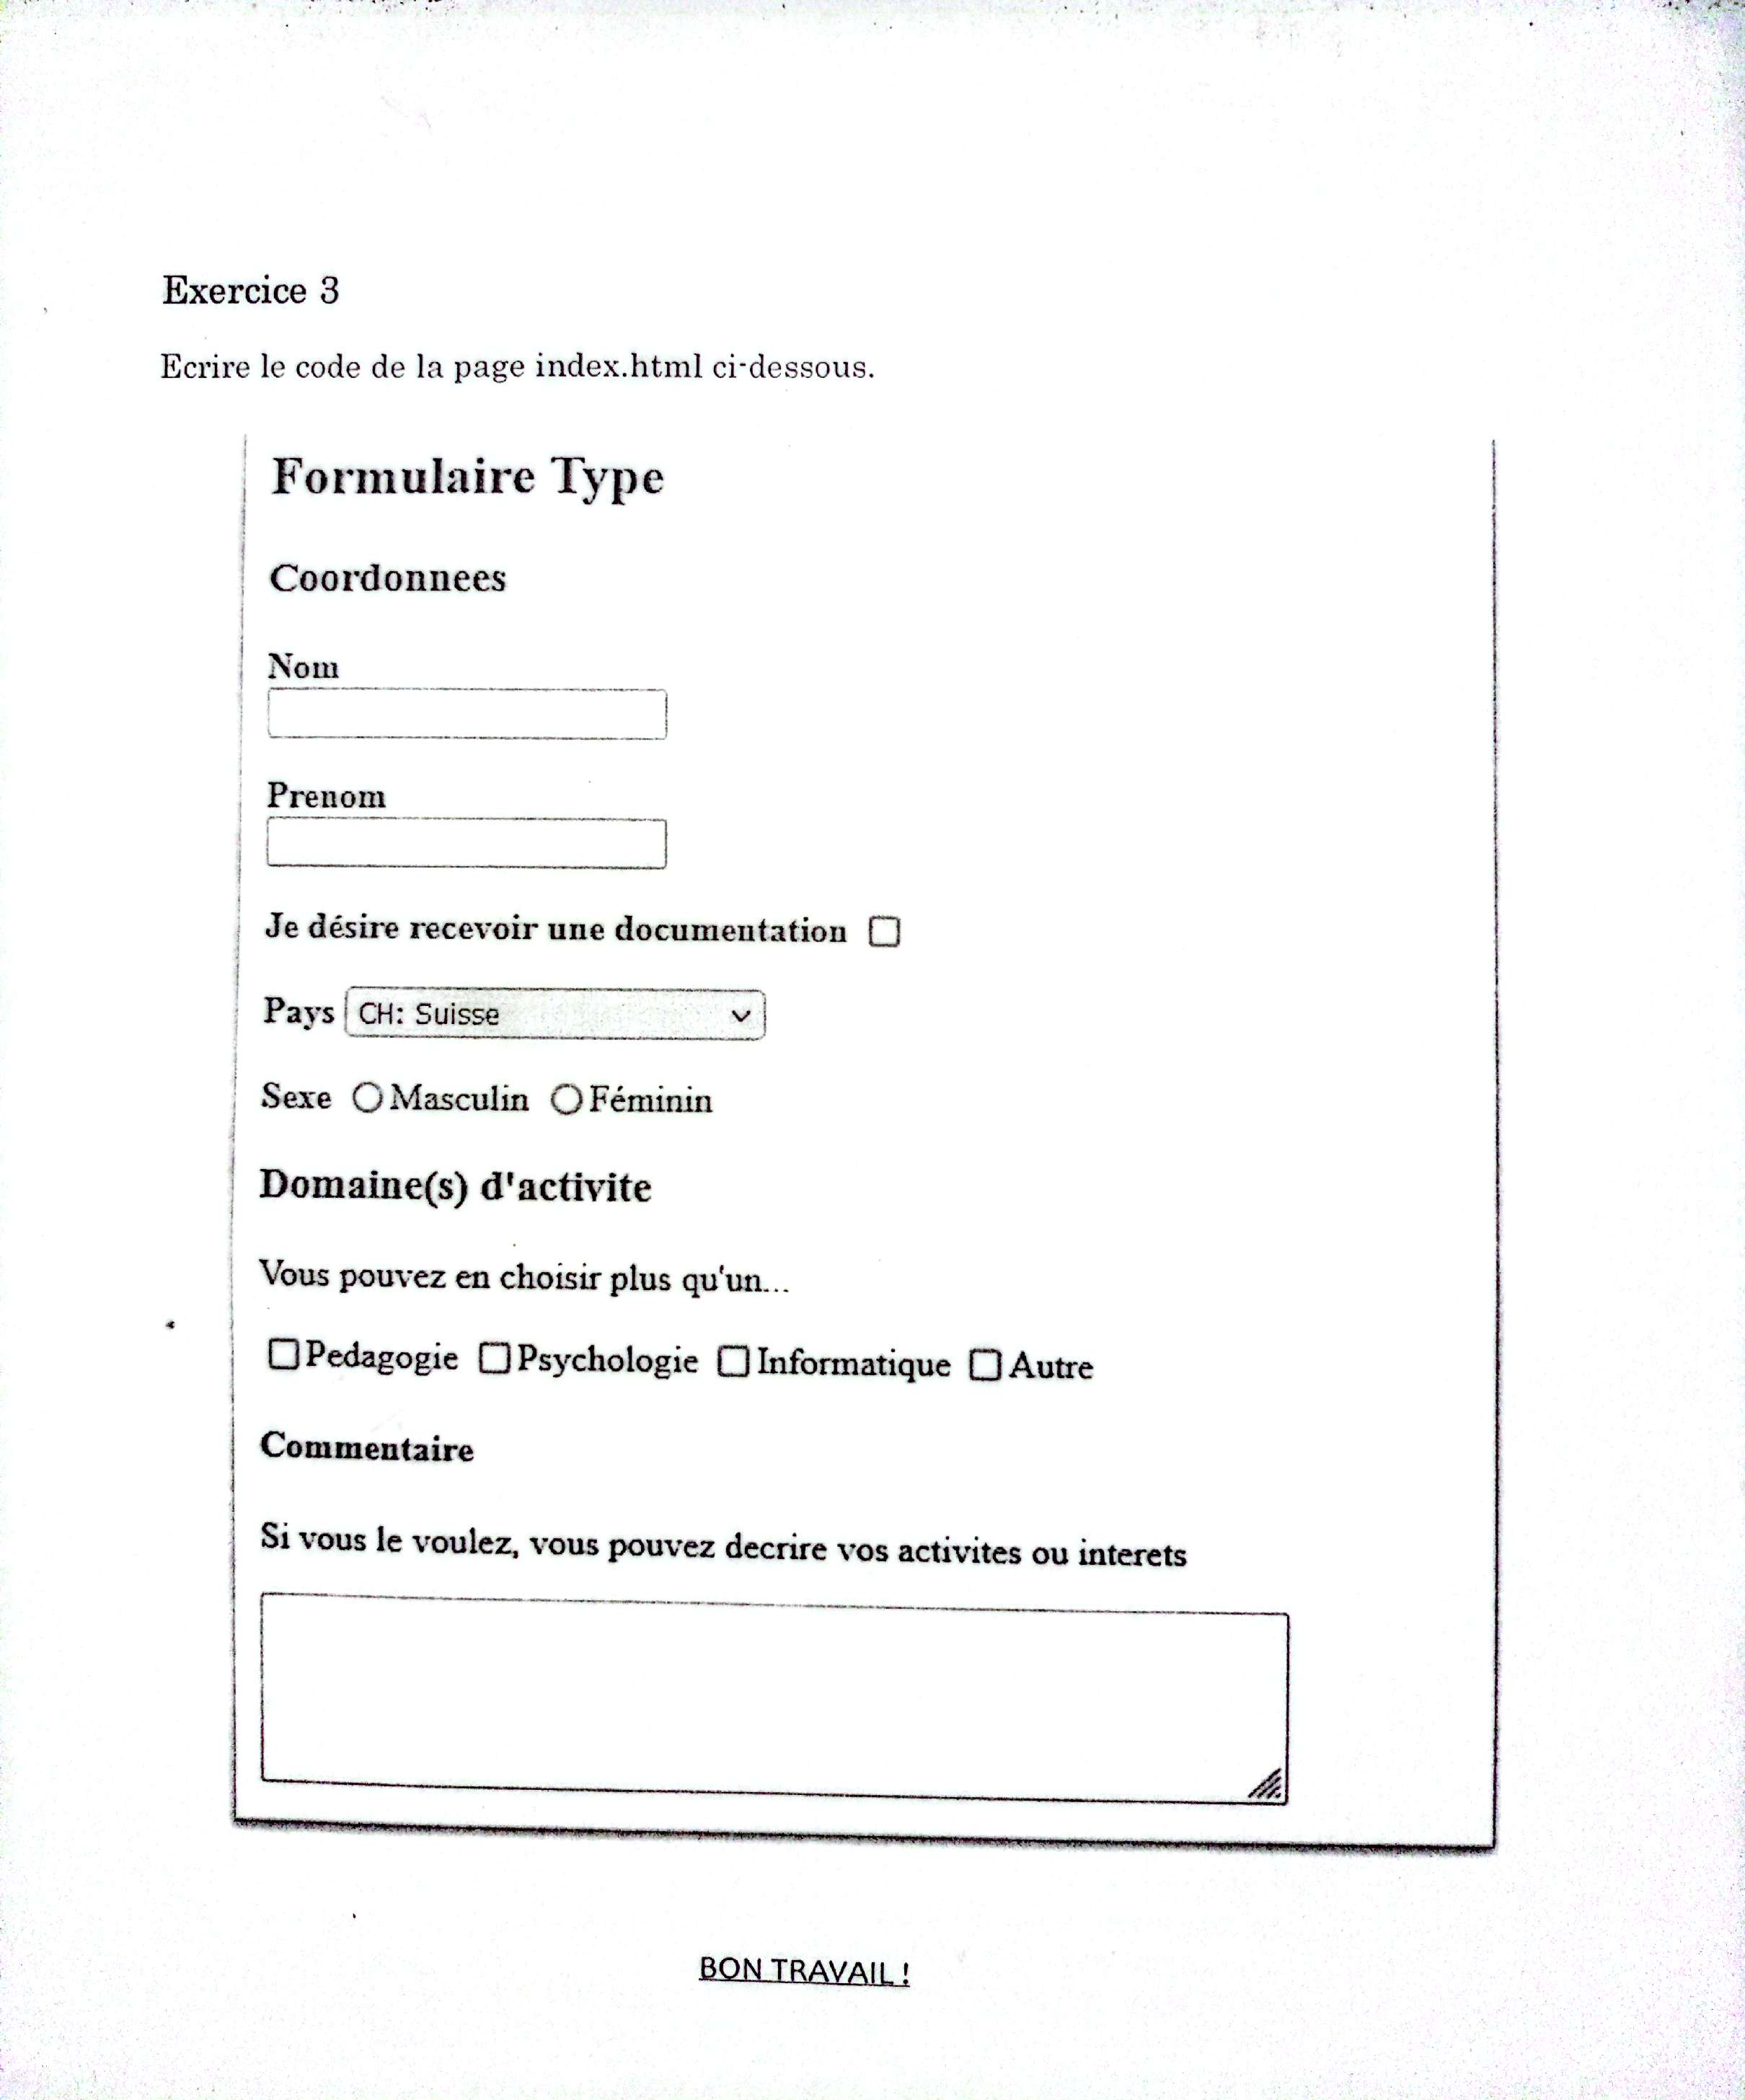 Exercice 3
Ecrire le code de la page index.html ci-dessous.
Formulaire Type
Coordonnees
Nom
Prenom
Je désire recevoir une documentation
Pays CH: Suisse
Sexe Masculin Féminin
Domaine(s) d'activite
Vous pouvez en choisir plus qu'un...
Pedagogie Psychologie Informatique Autre
Commentaire
Si vous le voulez, vous pouvez decrire vos activites ou interets
BON TRAVAIL !